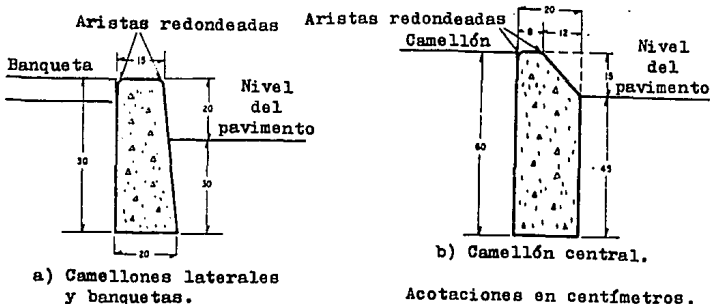 Aristas redondeadas
15
Banqueta
Nivel
del
pavimento
20
30
30
20
a) Camellones laterales
y banquetas.
Aristas redondeadas
20
8
12
Camellón
Nivel
del
pavimento
15
60
45
b) Camellón central.
Acotaciones en centímetros.